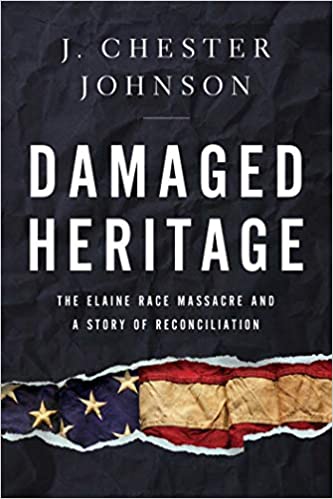 J. CHESTER
JOHNSON
DAMAGED
HERITAGE
THE ELAINE RACE MASSACRE AND
A STORY OF RECONCILIATION